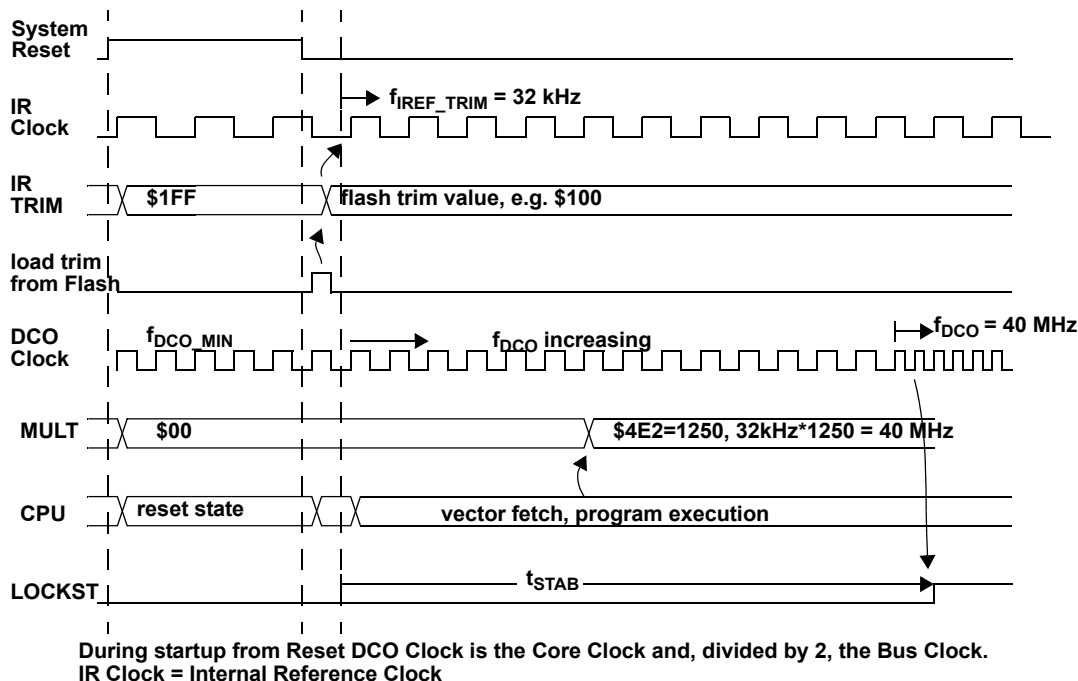 System
Reset
f_IREF_TRIM = 32 kHz
IR
Clock
IR
TRIM
$1FF
flash trim value, e.g. $100
load trim
from Flash
f_DCO = 40 MHz
DCO
Clock
f_DCO_MIN
f_DCO increasing
MULT
$00
$4E2=1250, 32kHz*1250 = 40 MHz
CPU
reset state
vector fetch, program execution
LOCKST
t_STAB
During startup from Reset DCO Clock is the Core Clock and, divided by 2, the Bus Clock.
IR Clock = Internal Reference Clock